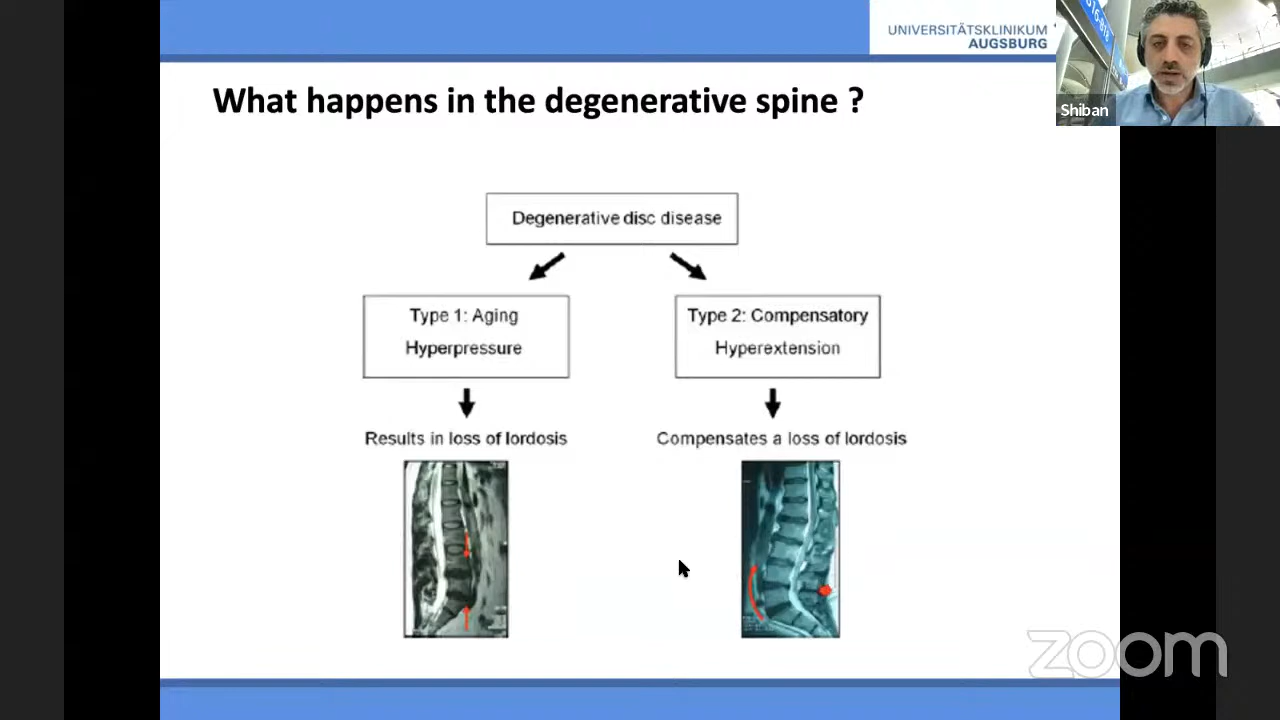 UNIVERSITÄTSKLINIKUM
AUGSBURG
Shiban
What happens in the degenerative spine ?
Degenerative disc disease
Type 1: Aging
Hyperpressure
Type 2: Compensatory
Hyperextension
Results in loss of lordosis
Compensates a loss of lordosis
zoom